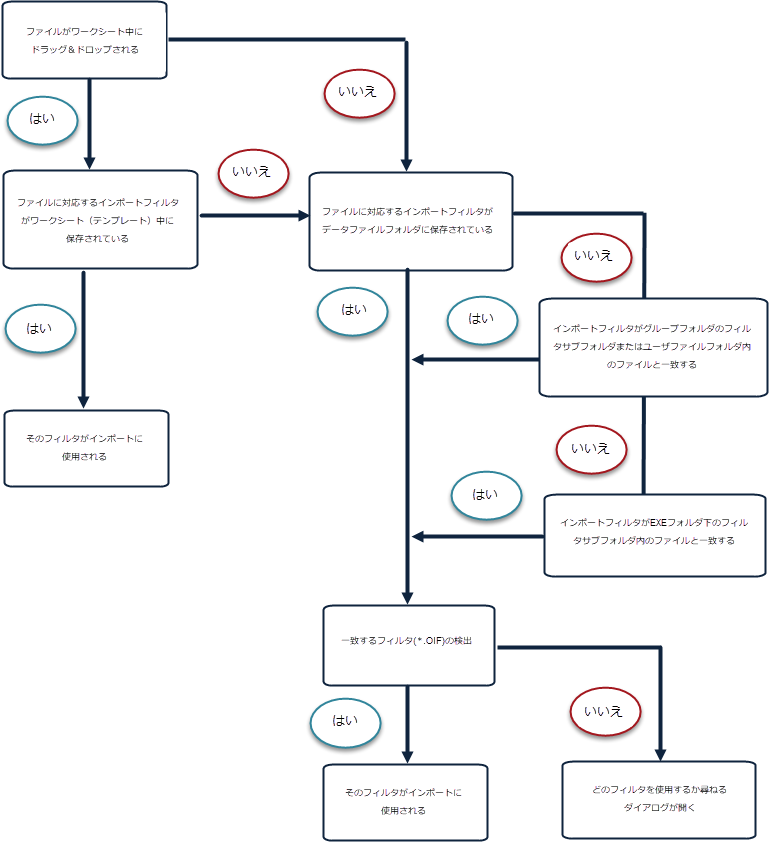 ファイルがワークシート中に
ドラッグ＆ドロップされる
はい
いいえ
ファイルに対応するインポートフィルタ
がワークシート（テンプレート）中に
保存されている
いいえ
ファイルに対応するインポートフィルタが
データファイルフォルダに保存されている
いいえ
はい
はい
はい
インポートフィルタがグループフォルダのフィル
タサブフォルダまたはユーザファイルフォルダ内
のファイルと一致する
そのフィルタがインポートに
使用される
いいえ
はい
インポートフィルタがEXEフォルダ下のフィル
タサブフォルダ内のファイルと一致する
一致するフィルタ(*.OIF)の検出
はい
いいえ
そのフィルタがインポートに
使用される
どのフィルタを使用するか尋ねる
ダイアログが開く